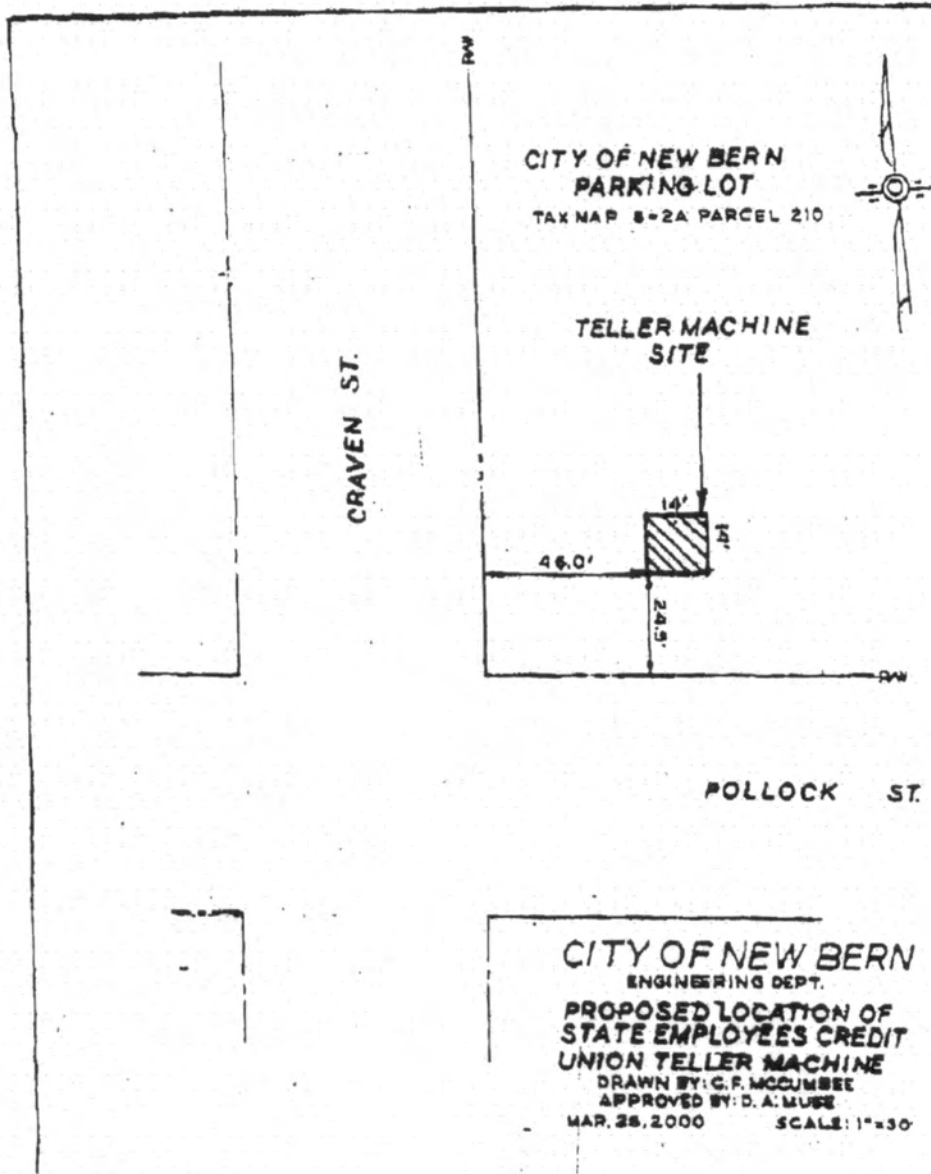 R/W
CITY OF NEW BERN
PARKING LOT
TAX MAP 8-2A PARCEL 210
TELLER MACHINE
SITE
CRAVEN ST.
14'
14'
46.0'
24.5'
R/W
POLLOCK ST.
CITY OF NEW BERN
ENGINEERING DEPT.
PROPOSED LOCATION OF
STATE EMPLOYEES CREDIT
UNION TELLER MACHINE
DRAWN BY: C.F. MCCUMBEE
APPROVED BY: D. A. MUSE
MAR. 28, 2000 SCALE: 1"=30'